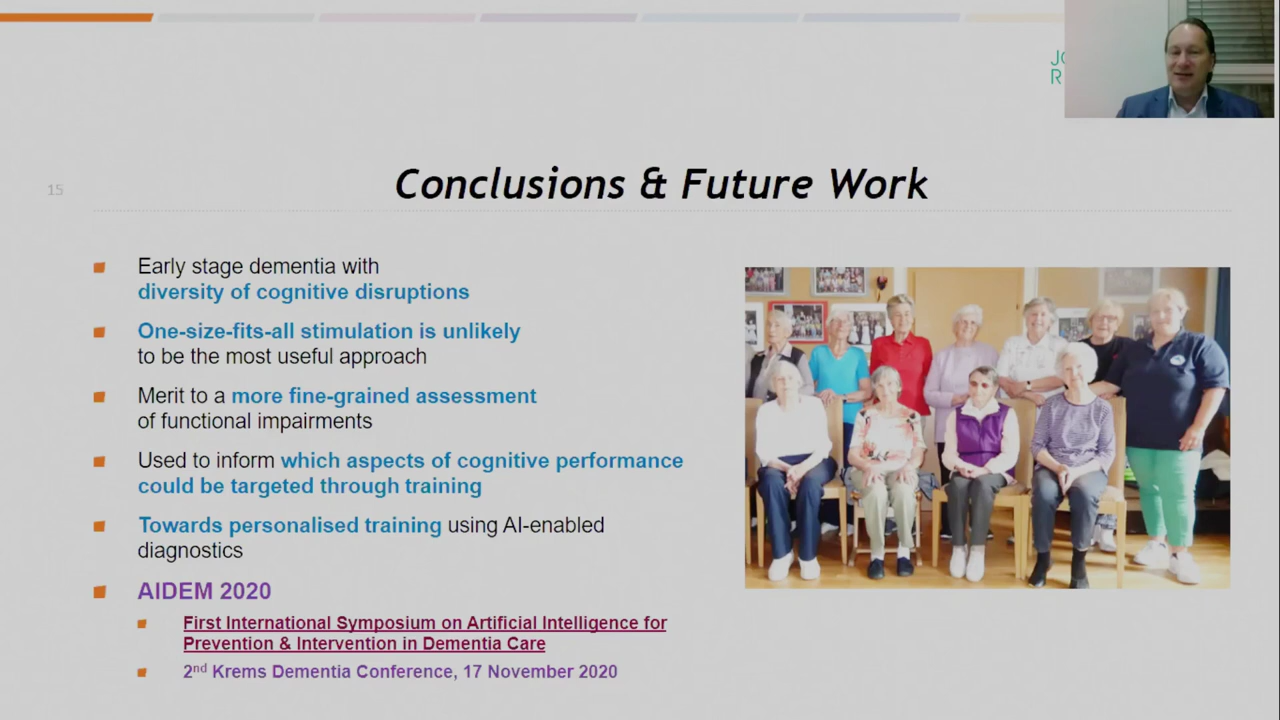 JO
R
15
Conclusions & Future Work
Early stage dementia with
diversity of cognitive disruptions
One-size-fits-all stimulation is unlikely
to be the most useful approach
Merit to a more fine-grained assessment
of functional impairments
Used to inform which aspects of cognitive performance
could be targeted through training
Towards personalised training using AI-enabled
diagnostics
AIDEM 2020
First International Symposium on Artificial Intelligence for
Prevention & Intervention in Dementia Care
2nd Krems Dementia Conference, 17 November 2020